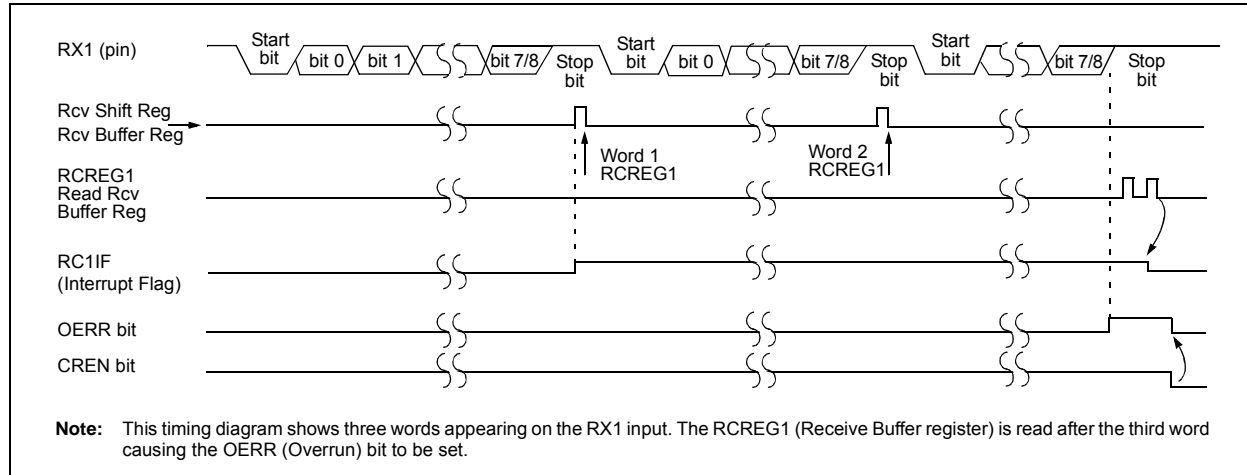 RX1 (pin)
Start
bit
bit 0
bit 1
bit 7/8
Stop
bit
Start
bit
bit 0
bit 7/8
Stop
bit
Start
bit
bit 7/8
Stop
bit
Rcv Shift Reg
Rcv Buffer Reg
Word 1
RCREG1
Word 2
RCREG1
RCREG1
Read Rcv
Buffer Reg
RC1IF
(Interrupt Flag)
OERR bit
CREN bit
Note: This timing diagram shows three words appearing on the RX1 input. The RCREG1 (Receive Buffer register) is read after the third word
causing the OERR (Overrun) bit to be set.